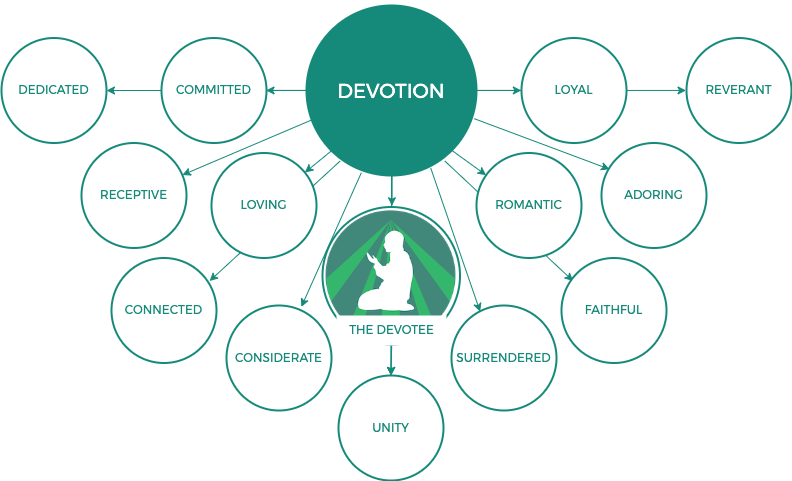 DEVOTION
DEDICATED
COMMITTED
LOYAL
REVERANT
RECEPTIVE
LOVING
ROMANTIC
ADORING
CONNECTED
FAITHFUL
THE DEVOTEE
CONSIDERATE
SURRENDERED
UNITY